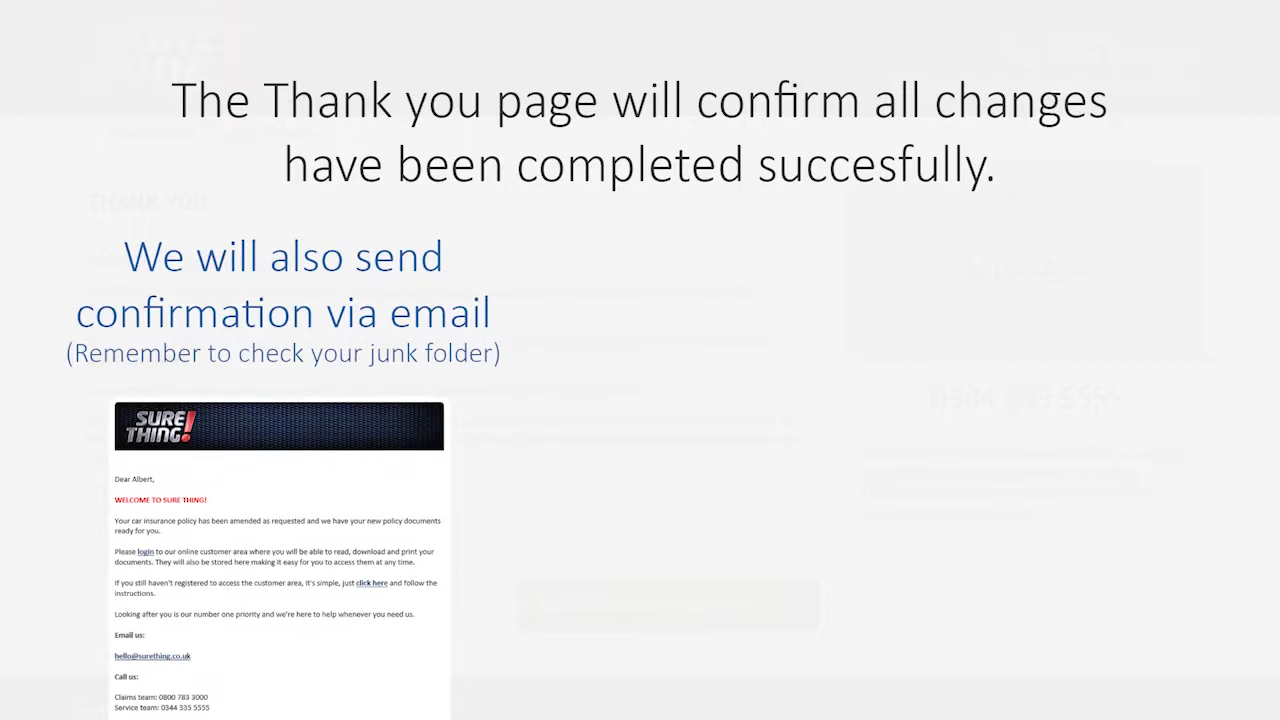 The Thank you page will confirm all changes
have been completed succesfully.
THANK YOU
We will also send
confirmation via email
(Remember to check your junk folder)
0344 335 5555
SURE
THING!
Dear Albert,
WELCOME TO SURE THING!
Your car insurance policy has been amended as requested and we have your new policy documents
ready for you.
Please login to our online customer area where you will be able to read, download and print your
documents. They will also be stored here making it easy for you to access them at any time.
If you still haven't registered to access the customer area, it's simple, just click here and follow the
instructions.
Looking after you is our number one priority and we're here to help whenever you need us.
Email us:
hello@surething.co.uk
Call us:
Claims team: 0800 783 3000
Service team: 0344 335 5555